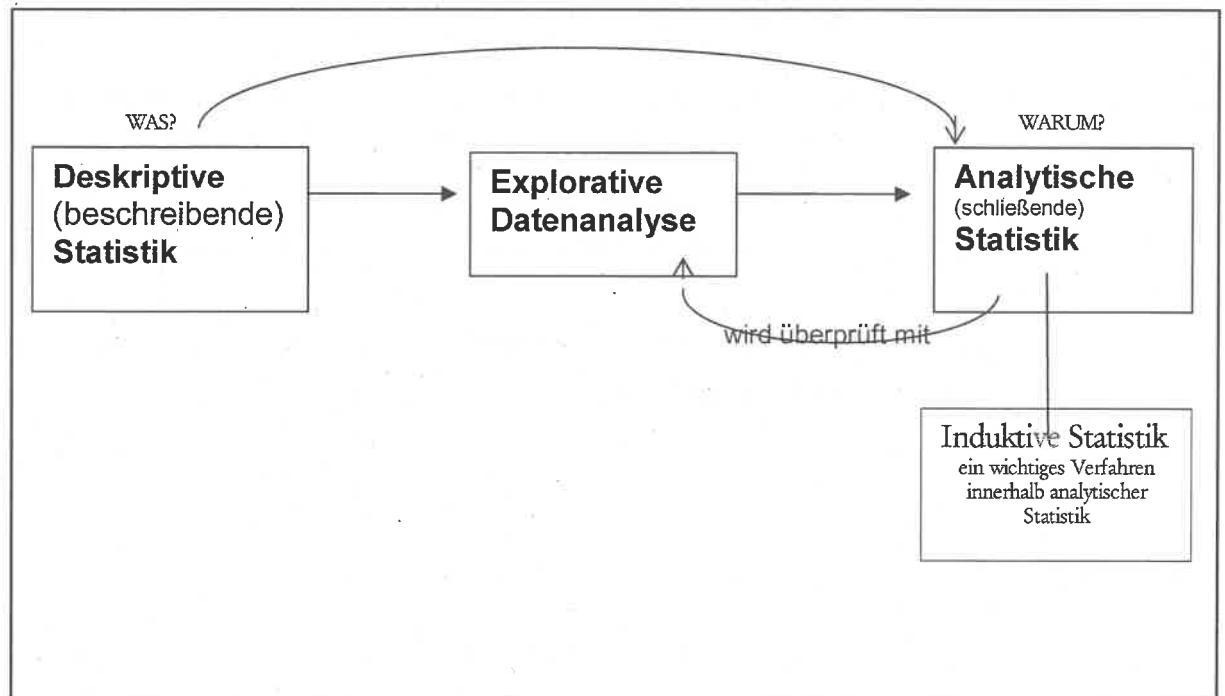 WAS?
WARUM?
Deskriptive
(beschreibende)
Statistik
Explorative
Datenanalyse
Analytische
(schließende)
Statistik
wird überprüft mit
Induktive Statistik
ein wichtiges Verfahren
innerhalb analytischer
Statistik